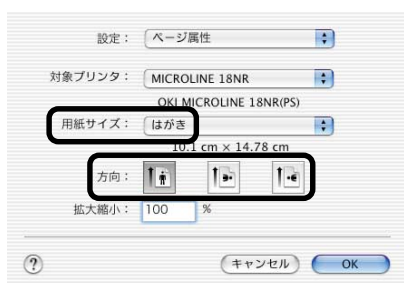 設定： ページ属性
対象プリンタ： MICROLINE 18NR
OKI MICROLINE 18NR(PS)
用紙サイズ： はがき
10.1 cm × 14.78 cm
方向：
拡大縮小： 100 %
? キャンセル OK